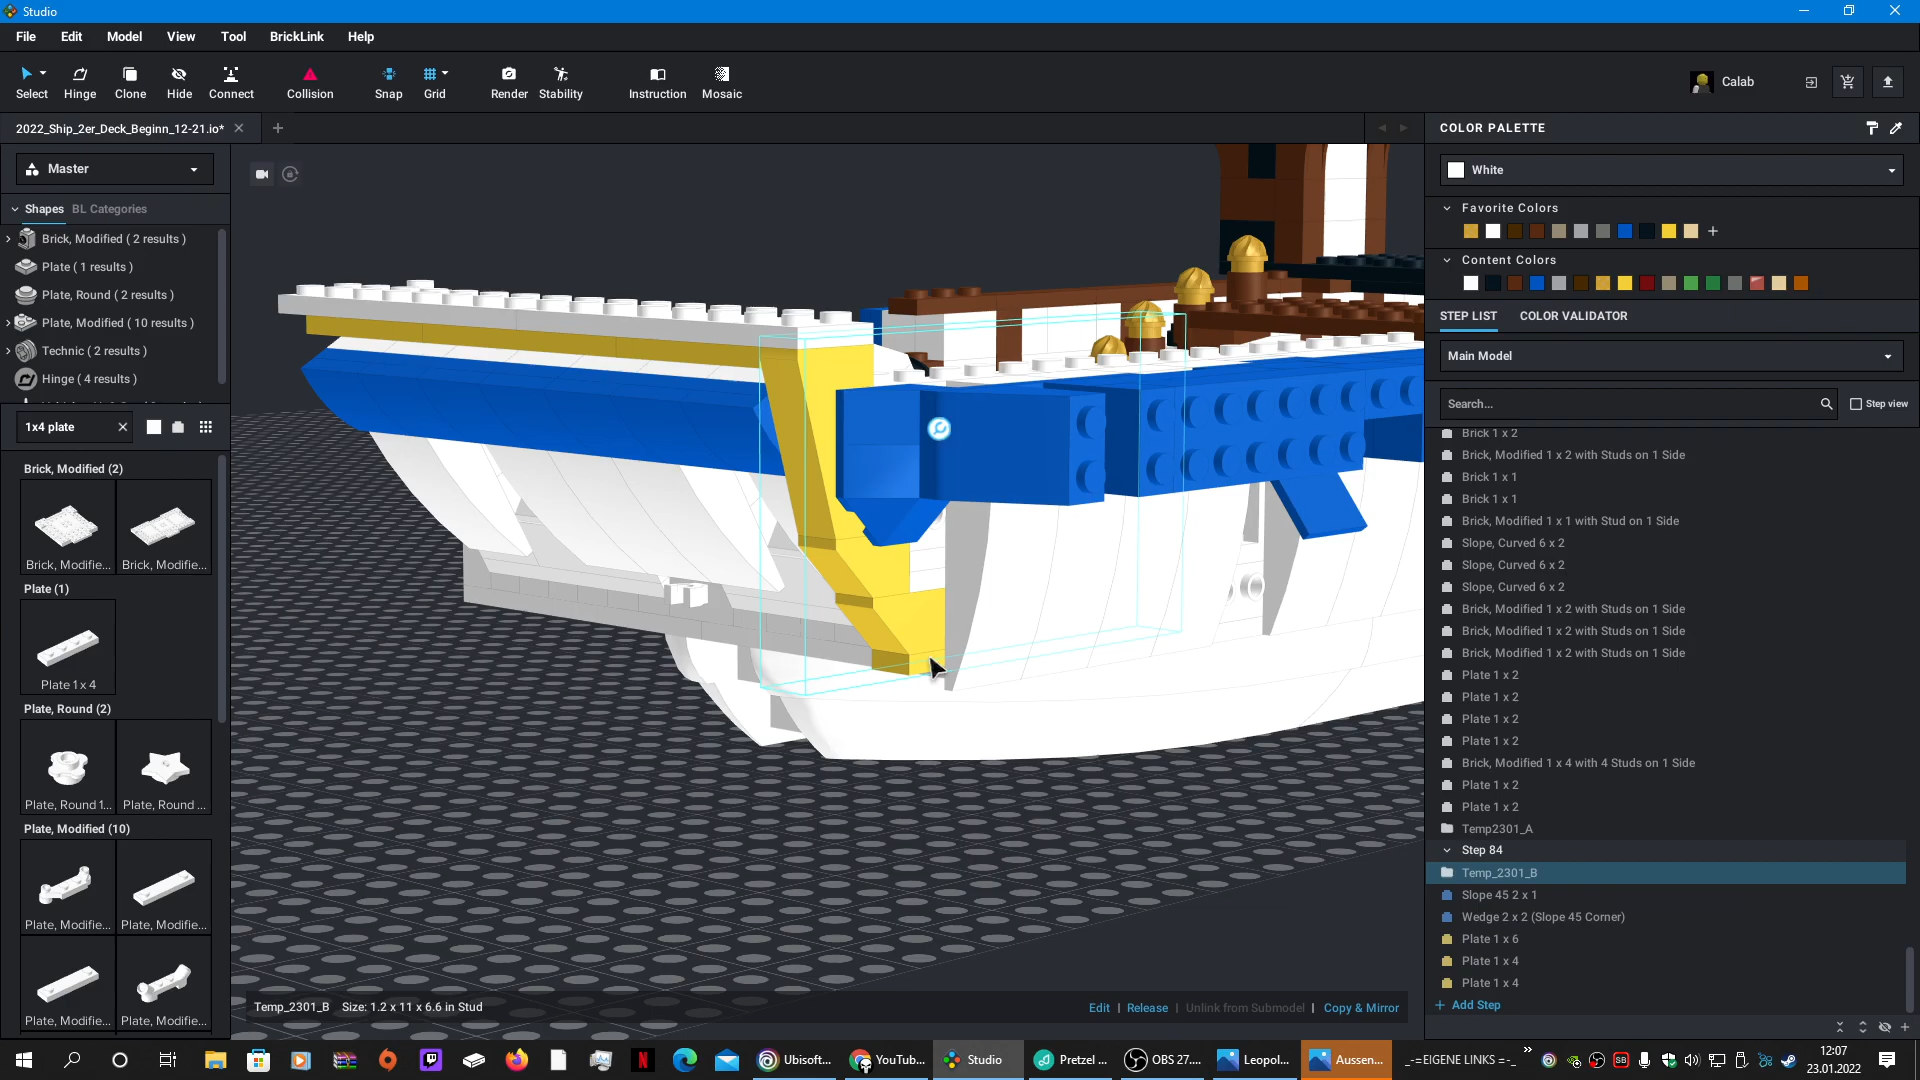 Studio
File Edit Model View Tool BrickLink Help
Select Hinge Clone Hide Connect Collision Snap Grid Render Stability Instruction Mosaic
Calab
2022_Ship_2er_Deck_Beginn_12-21.io*
Master
Shapes BL Categories
Brick, Modified ( 2 results )
Plate ( 1 results )
Plate, Round ( 2 results )
Plate, Modified ( 10 results )
Technic ( 2 results )
Hinge ( 4 results )
1x4 plate
Brick, Modified (2)
Brick, Modifie... Brick, Modifie...
Plate (1)
Plate 1 x 4
Plate, Round (2)
Plate, Round 1... Plate, Round ...
Plate, Modified (10)
Plate, Modifie... Plate, Modifie...
Plate, Modifie... Plate, Modifie...
Temp_2301_B Size: 1.2 x 11 x 6.6 in Stud
Edit | Release | Unlink from Submodel | Copy & Mirror
COLOR PALETTE
White
Favorite Colors
Content Colors
STEP LIST COLOR VALIDATOR
Main Model
Search... Step view
Brick 1 x 2
Brick, Modified 1 x 2 with Studs on 1 Side
Brick 1 x 1
Brick 1 x 1
Brick, Modified 1 x 1 with Stud on 1 Side
Slope, Curved 6 x 2
Slope, Curved 6 x 2
Slope, Curved 6 x 2
Brick, Modified 1 x 2 with Studs on 1 Side
Brick, Modified 1 x 2 with Studs on 1 Side
Brick, Modified 1 x 2 with Studs on 1 Side
Plate 1 x 2
Plate 1 x 2
Plate 1 x 2
Plate 1 x 2
Brick, Modified 1 x 4 with 4 Studs on 1 Side
Plate 1 x 2
Plate 1 x 2
Temp2301_A
Step 84
Temp_2301_B
Slope 45 2 x 1
Wedge 2 x 2 (Slope 45 Corner)
Plate 1 x 6
Plate 1 x 4
Plate 1 x 4
+ Add Step
Ubisoft... YouTub... Studio Pretzel ... OBS 27.... Leopol... Aussen... _-=EIGENE LINKS =-_ »
12:07
23.01.2022